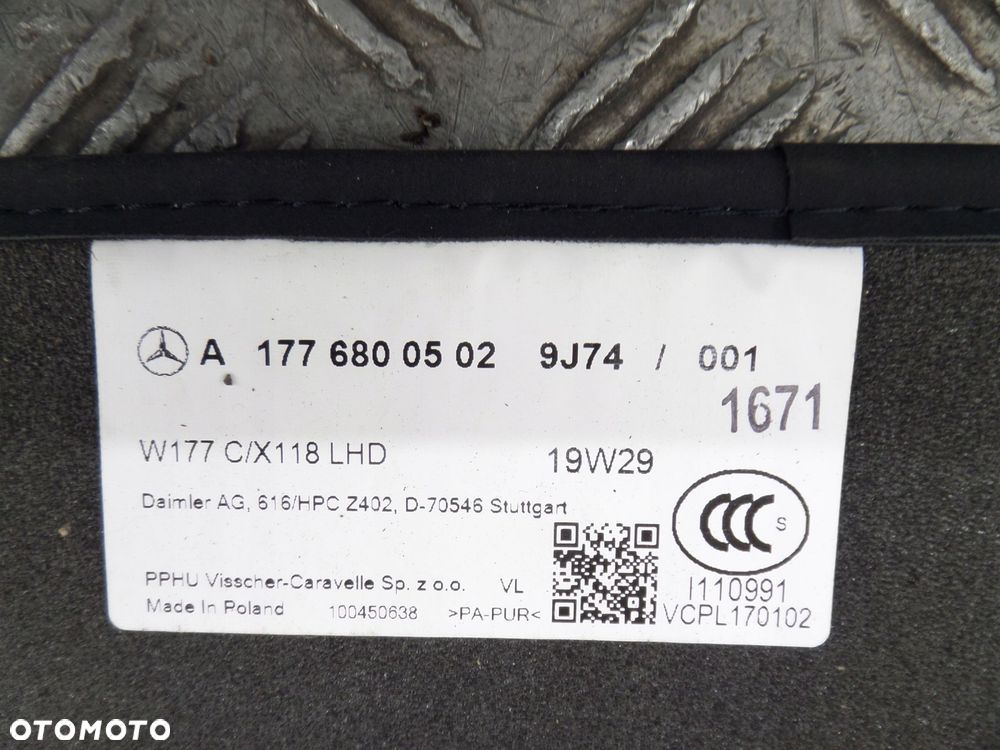 A 177 680 05 02 9J74 / 001
1671
W177 C/X118 LHD 19W29
Daimler AG, 616/HPC Z402, D-70546 Stuttgart
CCC S
PPHU Visscher-Caravelle Sp. z o.o. VL
I110991
Made In Poland 100450638 >PA-PUR< VCPL170102
OTOMOTO